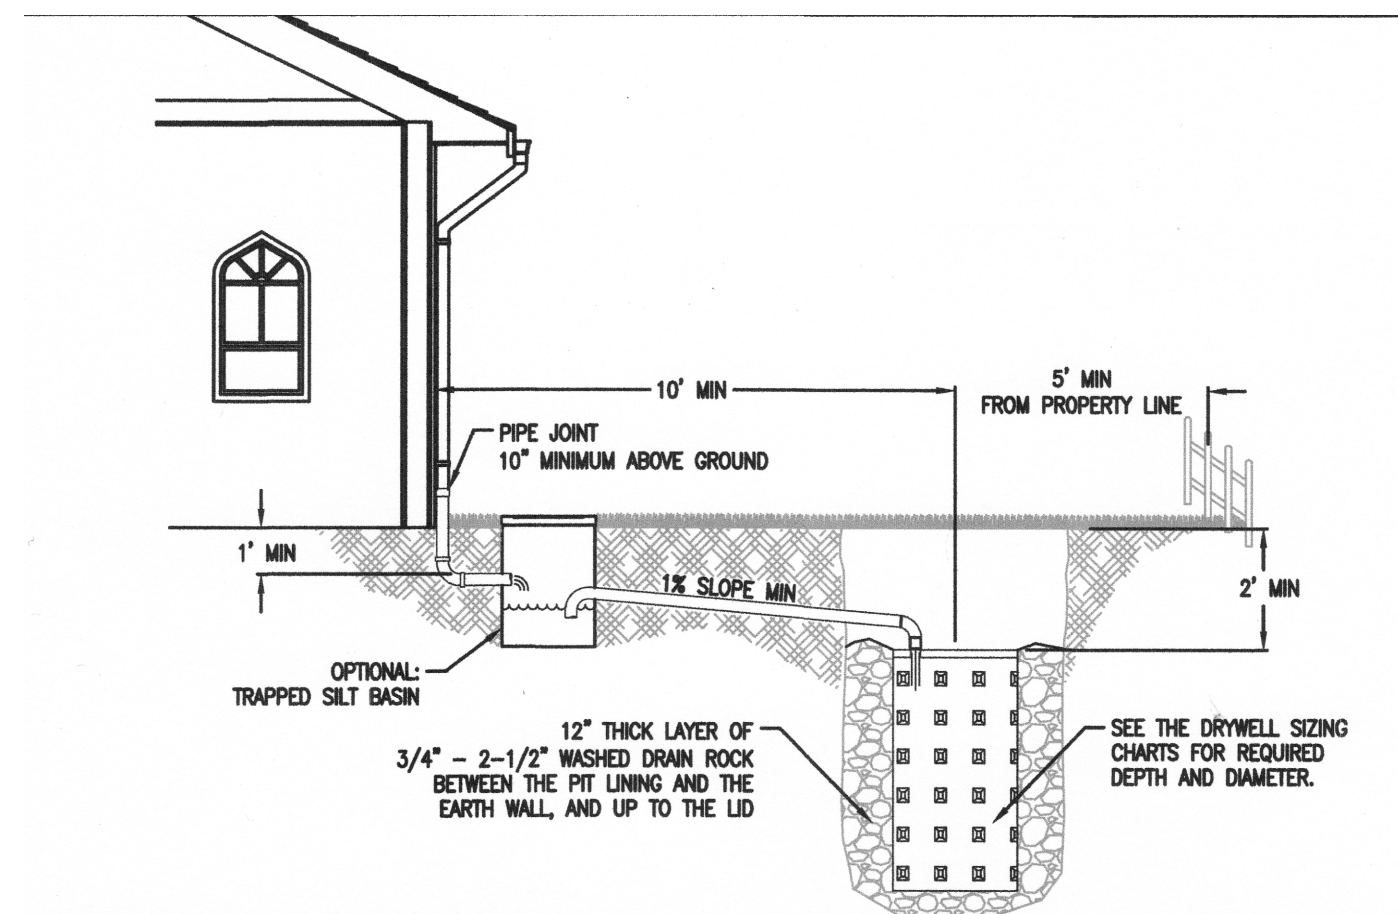 10' MIN
5' MIN
FROM PROPERTY LINE
PIPE JOINT
10" MINIMUM ABOVE GROUND
1' MIN
1% SLOPE MIN
2' MIN
OPTIONAL:
TRAPPED SILT BASIN
12" THICK LAYER OF
3/4" - 2-1/2" WASHED DRAIN ROCK
BETWEEN THE PIT LINING AND THE
EARTH WALL, AND UP TO THE LID
SEE THE DRYWELL SIZING
CHARTS FOR REQUIRED
DEPTH AND DIAMETER.